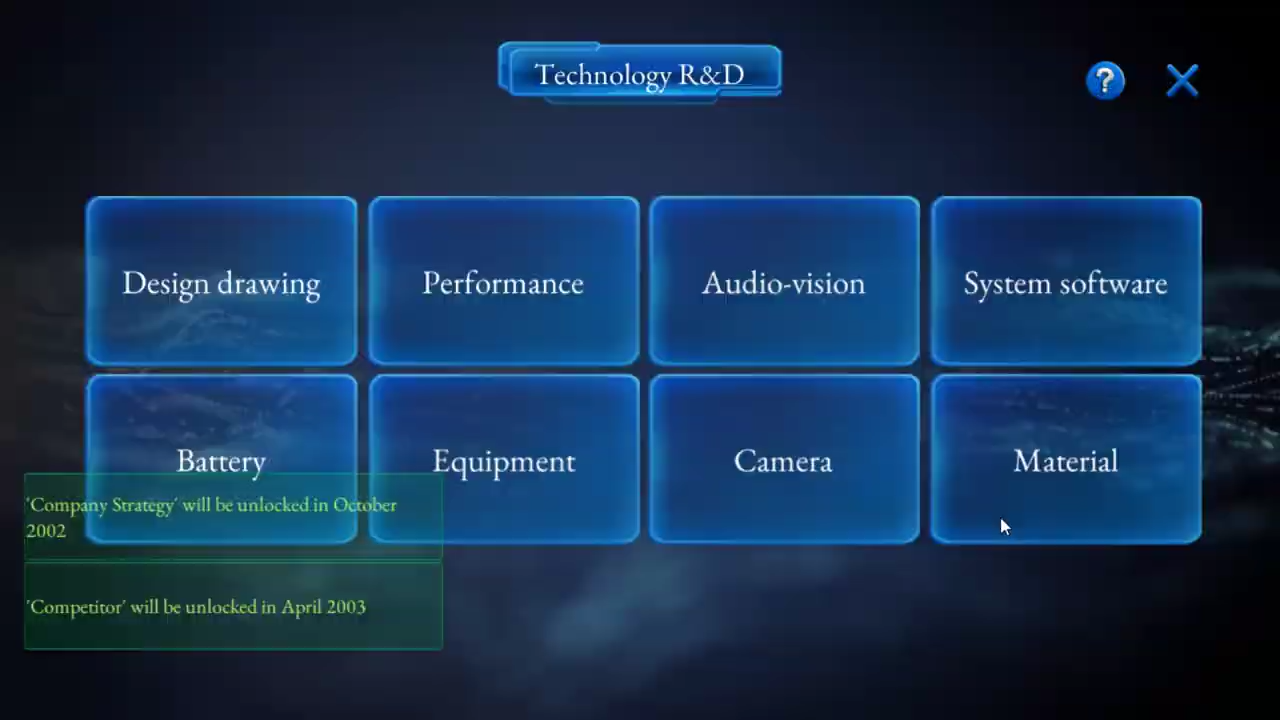 Technology R&D
?
Design drawing
Performance
Audio-vision
System software
Battery
Equipment
Camera
Material
'Company Strategy' will be unlocked in October
2002
'Competitor' will be unlocked in April 2003